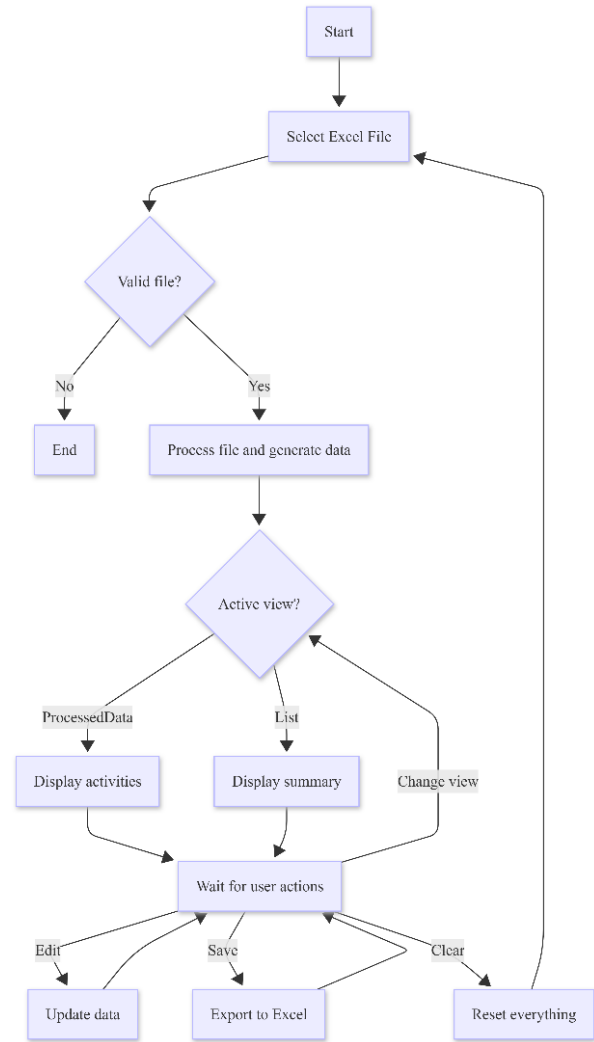 Start
Select Excel File
Valid file?
No
Yes
End
Process file and generate data
Active view?
ProcessedData
List
Display activities
Display summary
Change view
Wait for user actions
Edit
Save
Clear
Update data
Export to Excel
Reset everything